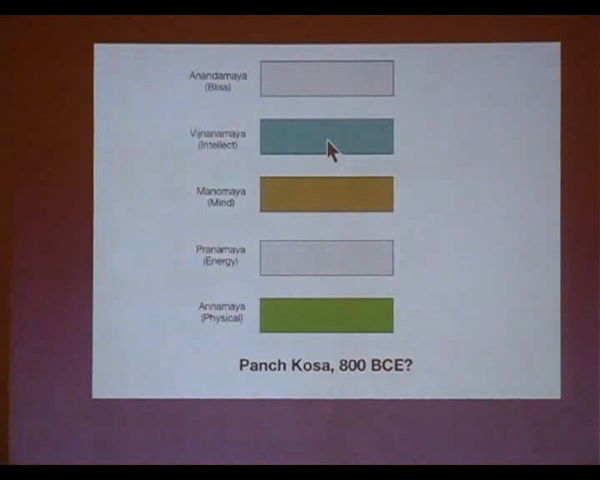 Anandamaya
(Bliss)
Vijnanamaya
(Intellect)
Manomaya
(Mind)
Pranamaya
(Energy)
Annamaya
(Physical)
Panch Kosa, 800 BCE?